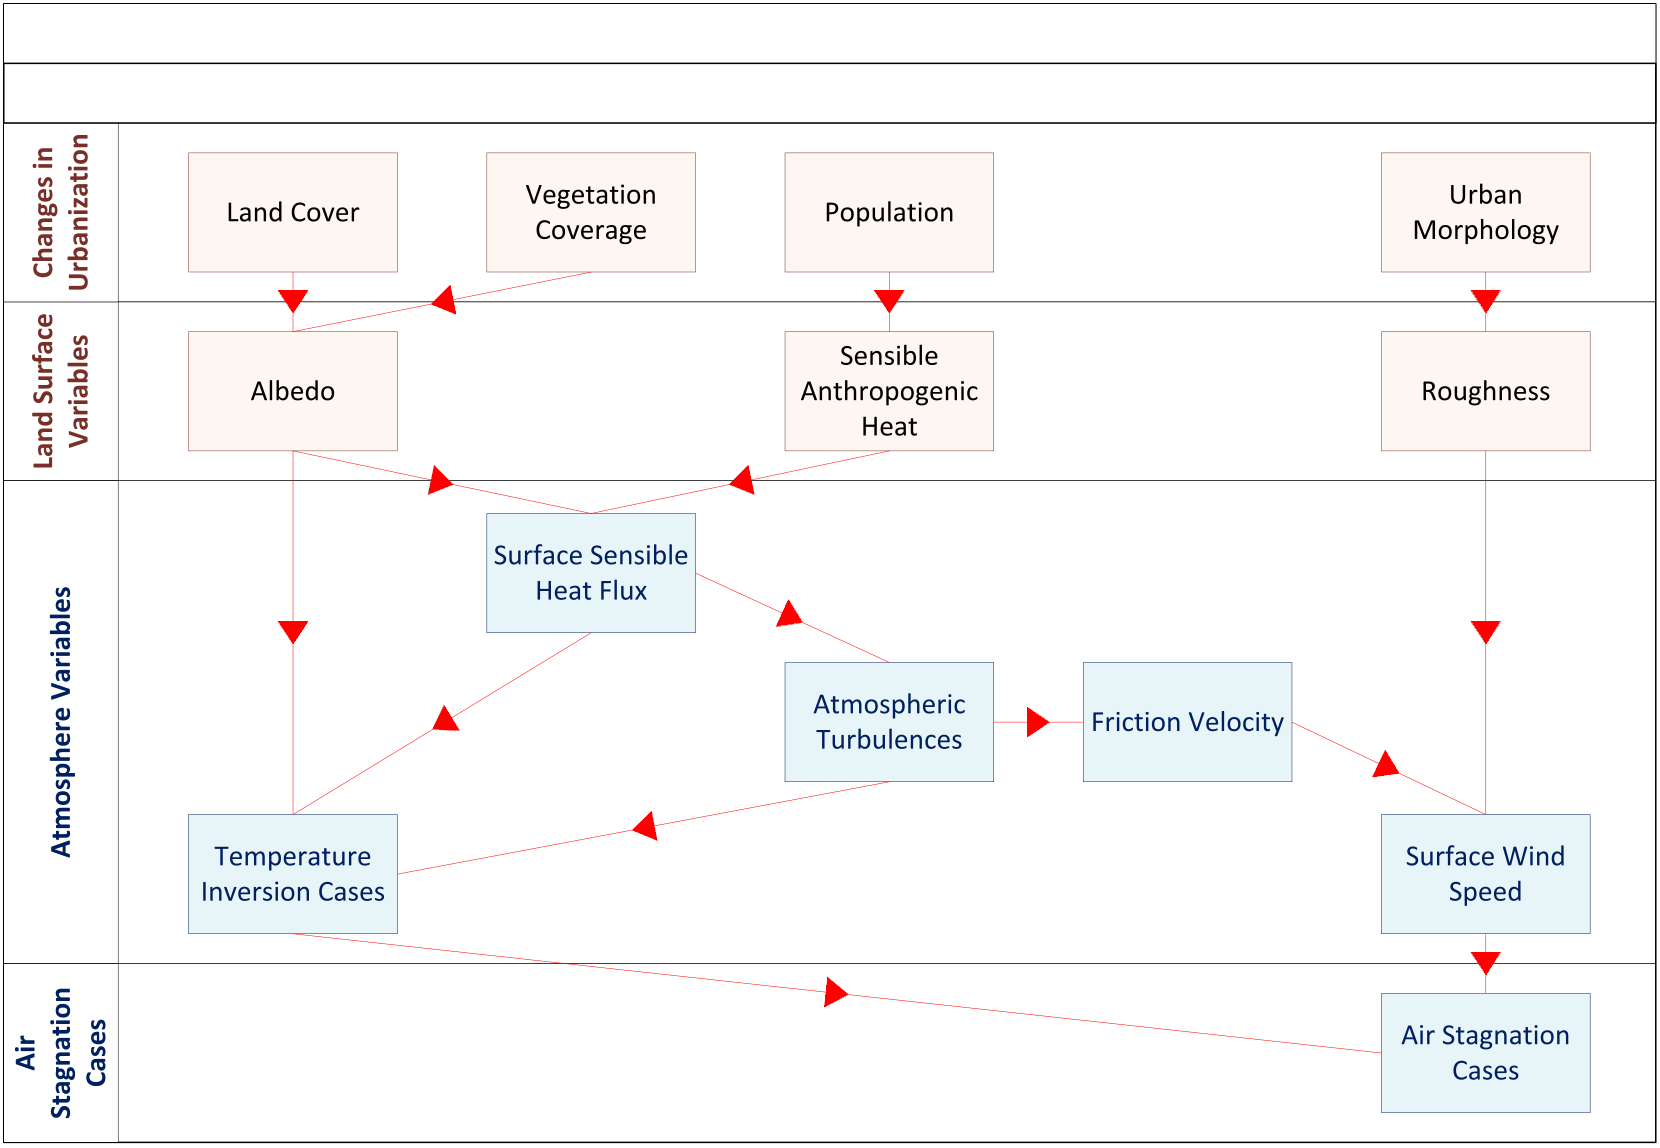 Changes in
Urbanization
Land Cover
Vegetation
Coverage
Population
Urban
Morphology
Land Surface
Variables
Albedo
Sensible
Anthropogenic
Heat
Roughness
Atmosphere Variables
Surface Sensible
Heat Flux
Atmospheric
Turbulences
Friction Velocity
Temperature
Inversion Cases
Surface Wind
Speed
Air
Stagnation
Cases
Air Stagnation
Cases